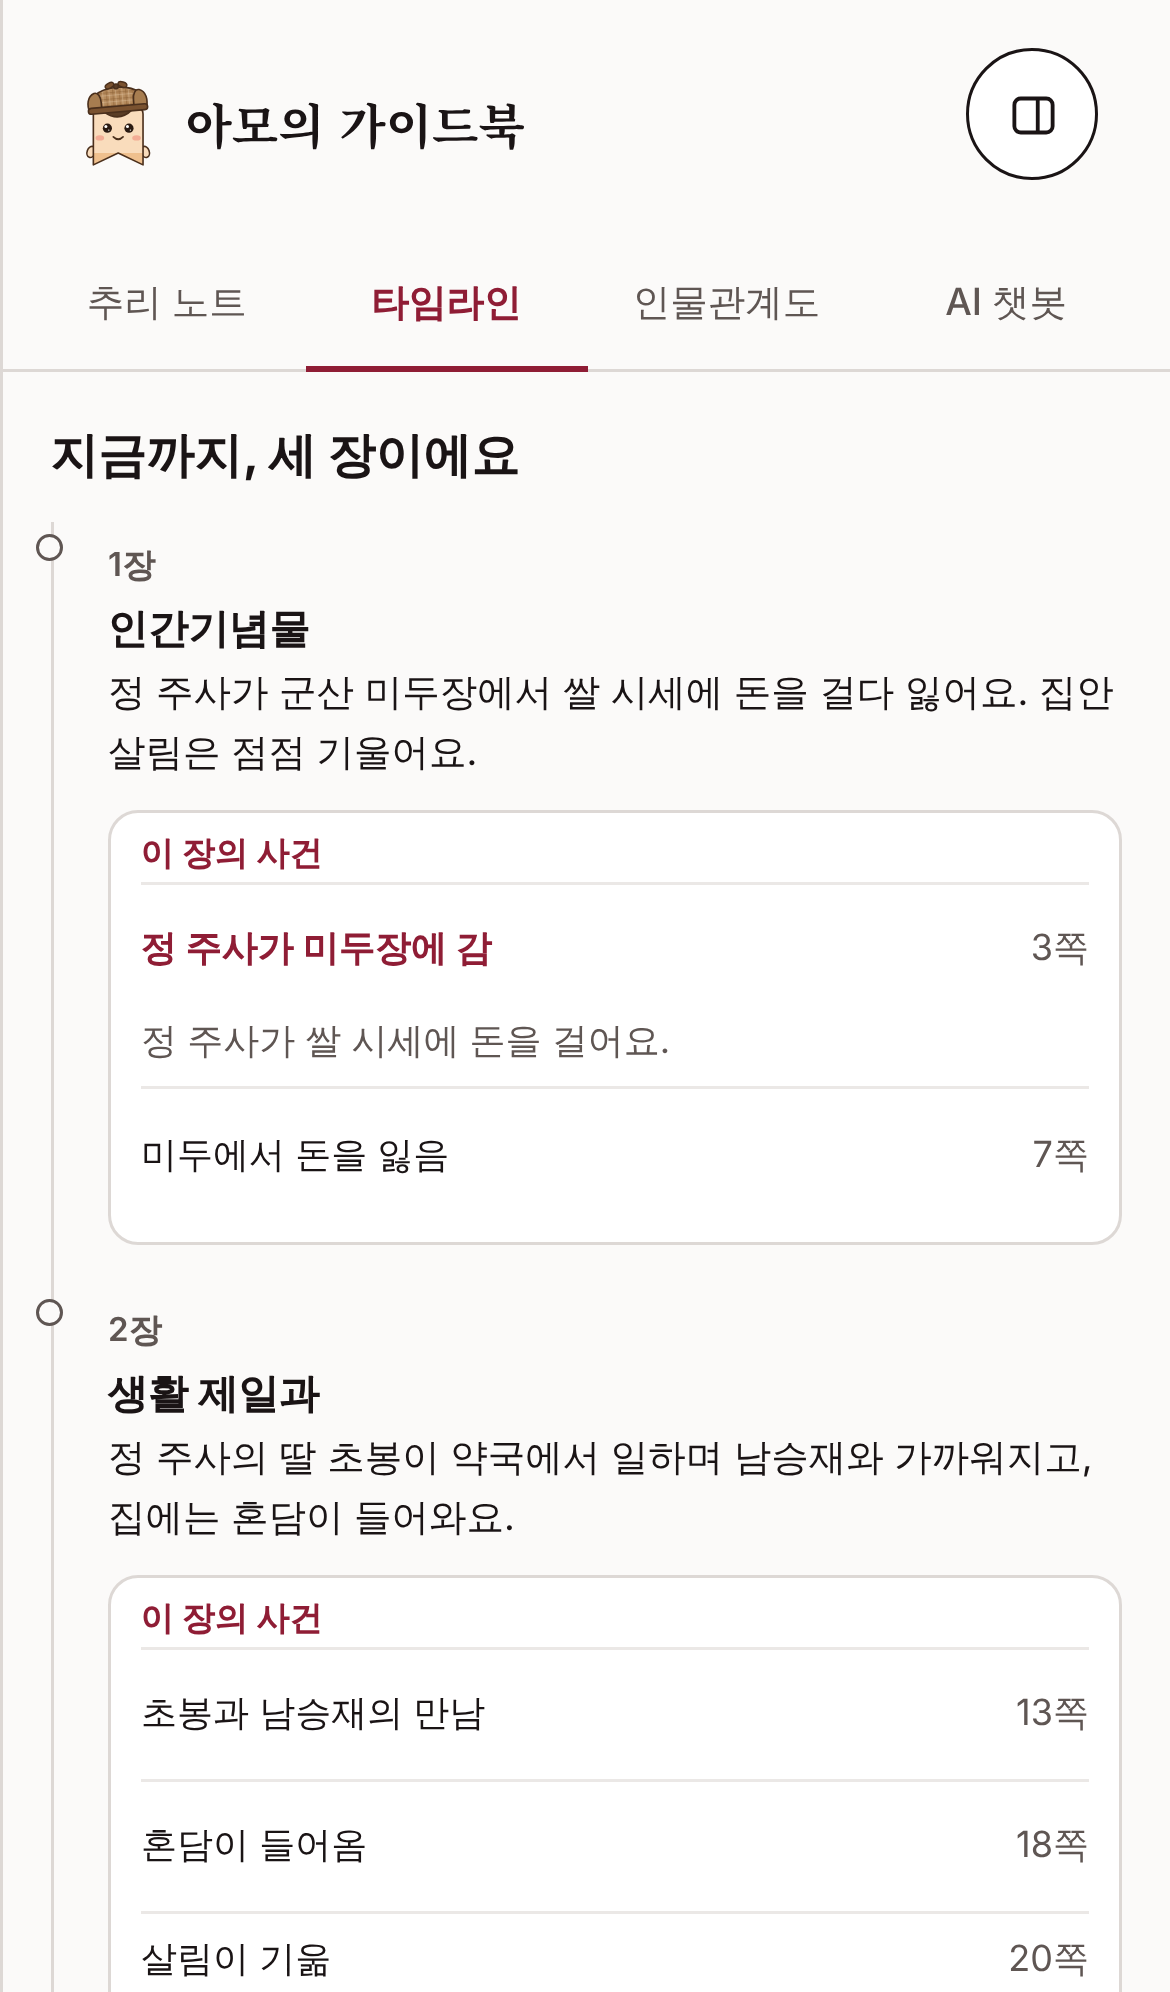 아모의 가이드북
추리 노트
타임라인
인물관계도
AI 챗봇
지금까지, 세 장이에요
1장
인간기념물
정 주사가 군산 미두장에서 쌀 시세에 돈을 걸다 잃어요. 집안
살림은 점점 기울어요.
이 장의 사건
정 주사가 미두장에 감 3쪽
정 주사가 쌀 시세에 돈을 걸어요.
미두에서 돈을 잃음 7쪽
2장
생활 제일과
정 주사의 딸 초봉이 약국에서 일하며 남승재와 가까워지고,
집에는 혼담이 들어와요.
이 장의 사건
초봉과 남승재의 만남 13쪽
혼담이 들어옴 18쪽
살림이 기욺 20쪽